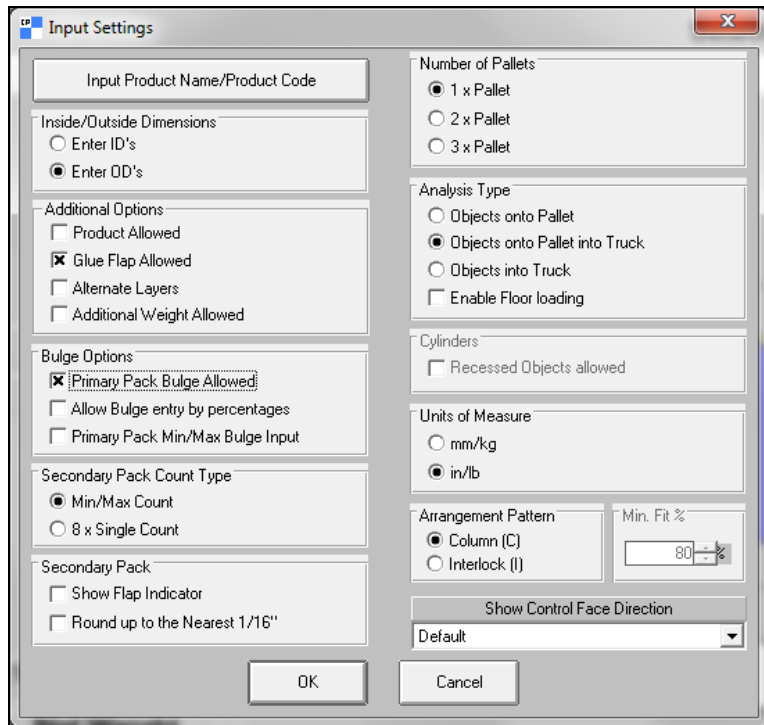 CP Input Settings
Input Product Name/Product Code
Inside/Outside Dimensions
Enter ID's
Enter OD's
Additional Options
Product Allowed
Glue Flap Allowed
Alternate Layers
Additional Weight Allowed
Bulge Options
Primary Pack Bulge Allowed
Allow Bulge entry by percentages
Primary Pack Min/Max Bulge Input
Secondary Pack Count Type
Min/Max Count
8 x Single Count
Secondary Pack
Show Flap Indicator
Round up to the Nearest 1/16"
Number of Pallets
1 x Pallet
2 x Pallet
3 x Pallet
Analysis Type
Objects onto Pallet
Objects onto Pallet into Truck
Objects into Truck
Enable Floor loading
Cylinders
Recessed Objects allowed
Units of Measure
mm/kg
in/lb
Arrangement Pattern
Column (C)
Interlock (I)
Min. Fit %
80 %
Show Control Face Direction
Default
OK
Cancel